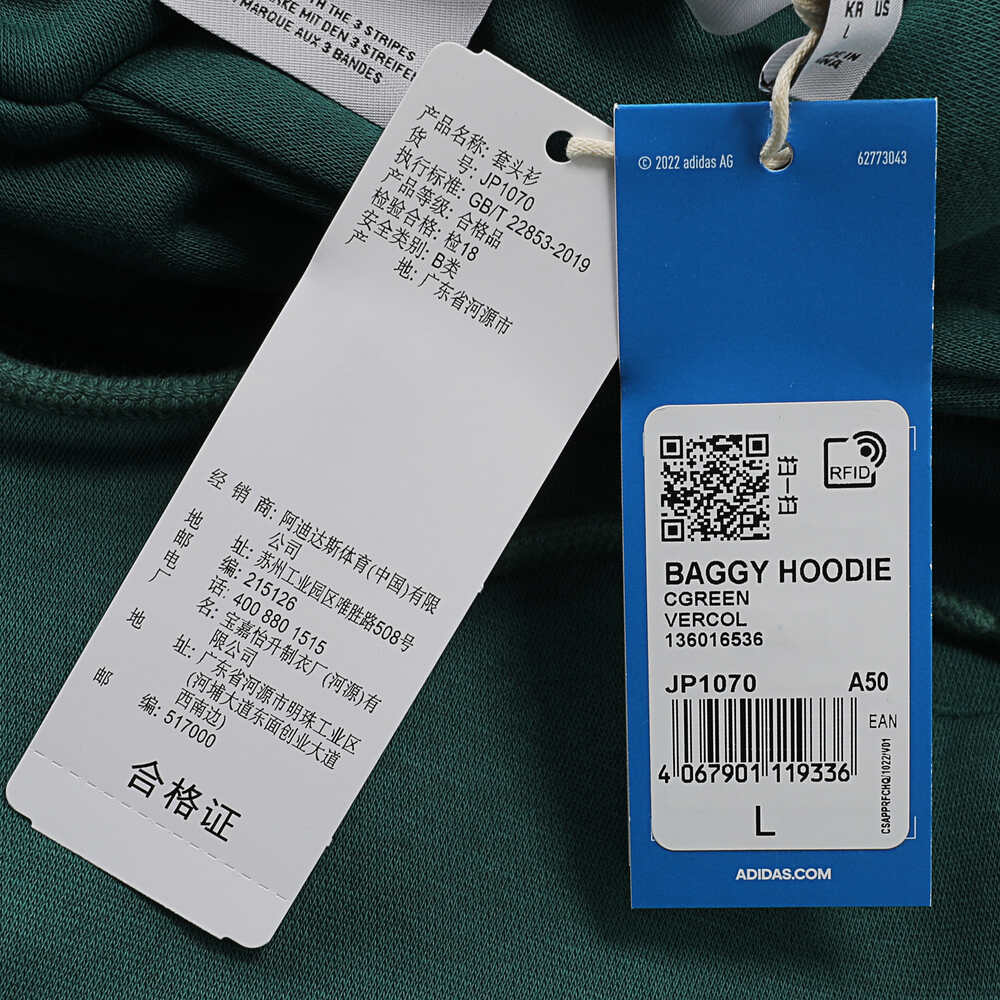 TH THE 3 STRIPES
KE MIT DEN 3 STREIFEN
MARQUE AUX 3 BANDES
KR US
L
DE IN
产品名称: 套头衫
货 号: JP1070
执行标准: GB/T 22853-2019
产品等级: 合格品
检验合格: 检18
安全类别: B类
产 地: 广东省河源市
经 销 商: 阿迪达斯体育(中国)有限
公司
地 址: 苏州工业园区唯胜路508号
邮 编: 215126
电 话: 400 880 1515
厂 名: 宝嘉怡升制衣厂(河源)有
限公司
地 址: 广东省河源市明珠工业区
(河埔大道东面创业大道
西南边)
邮 编: 517000
合格证
© 2022 adidas AG
62773043
扫一扫
RFID
BAGGY HOODIE
CGREEN
VERCOL
136016536
JP1070 A50
EAN
4 067901 119336
L
CSAPPRFCHQ|1022/V01
ADIDAS.COM